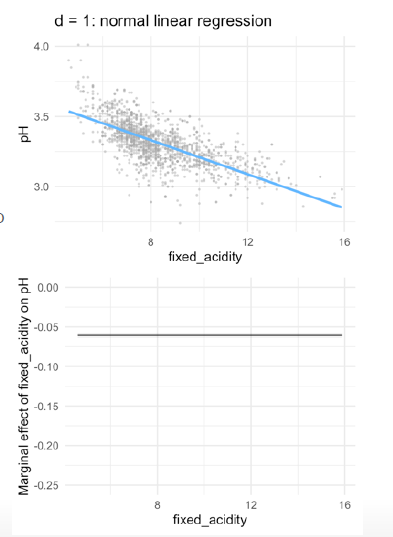 d = 1: normal linear regression
4.0
3.5
3.0
pH
8 12 16
fixed_acidity
0.00
-0.05
-0.10
-0.15
-0.20
-0.25
Marginal effect of fixed_acidity on pH
8 12 16
fixed_acidity